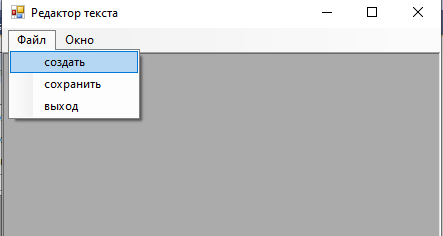 Редактор текста
Файл Окно
создать
сохранить
выход